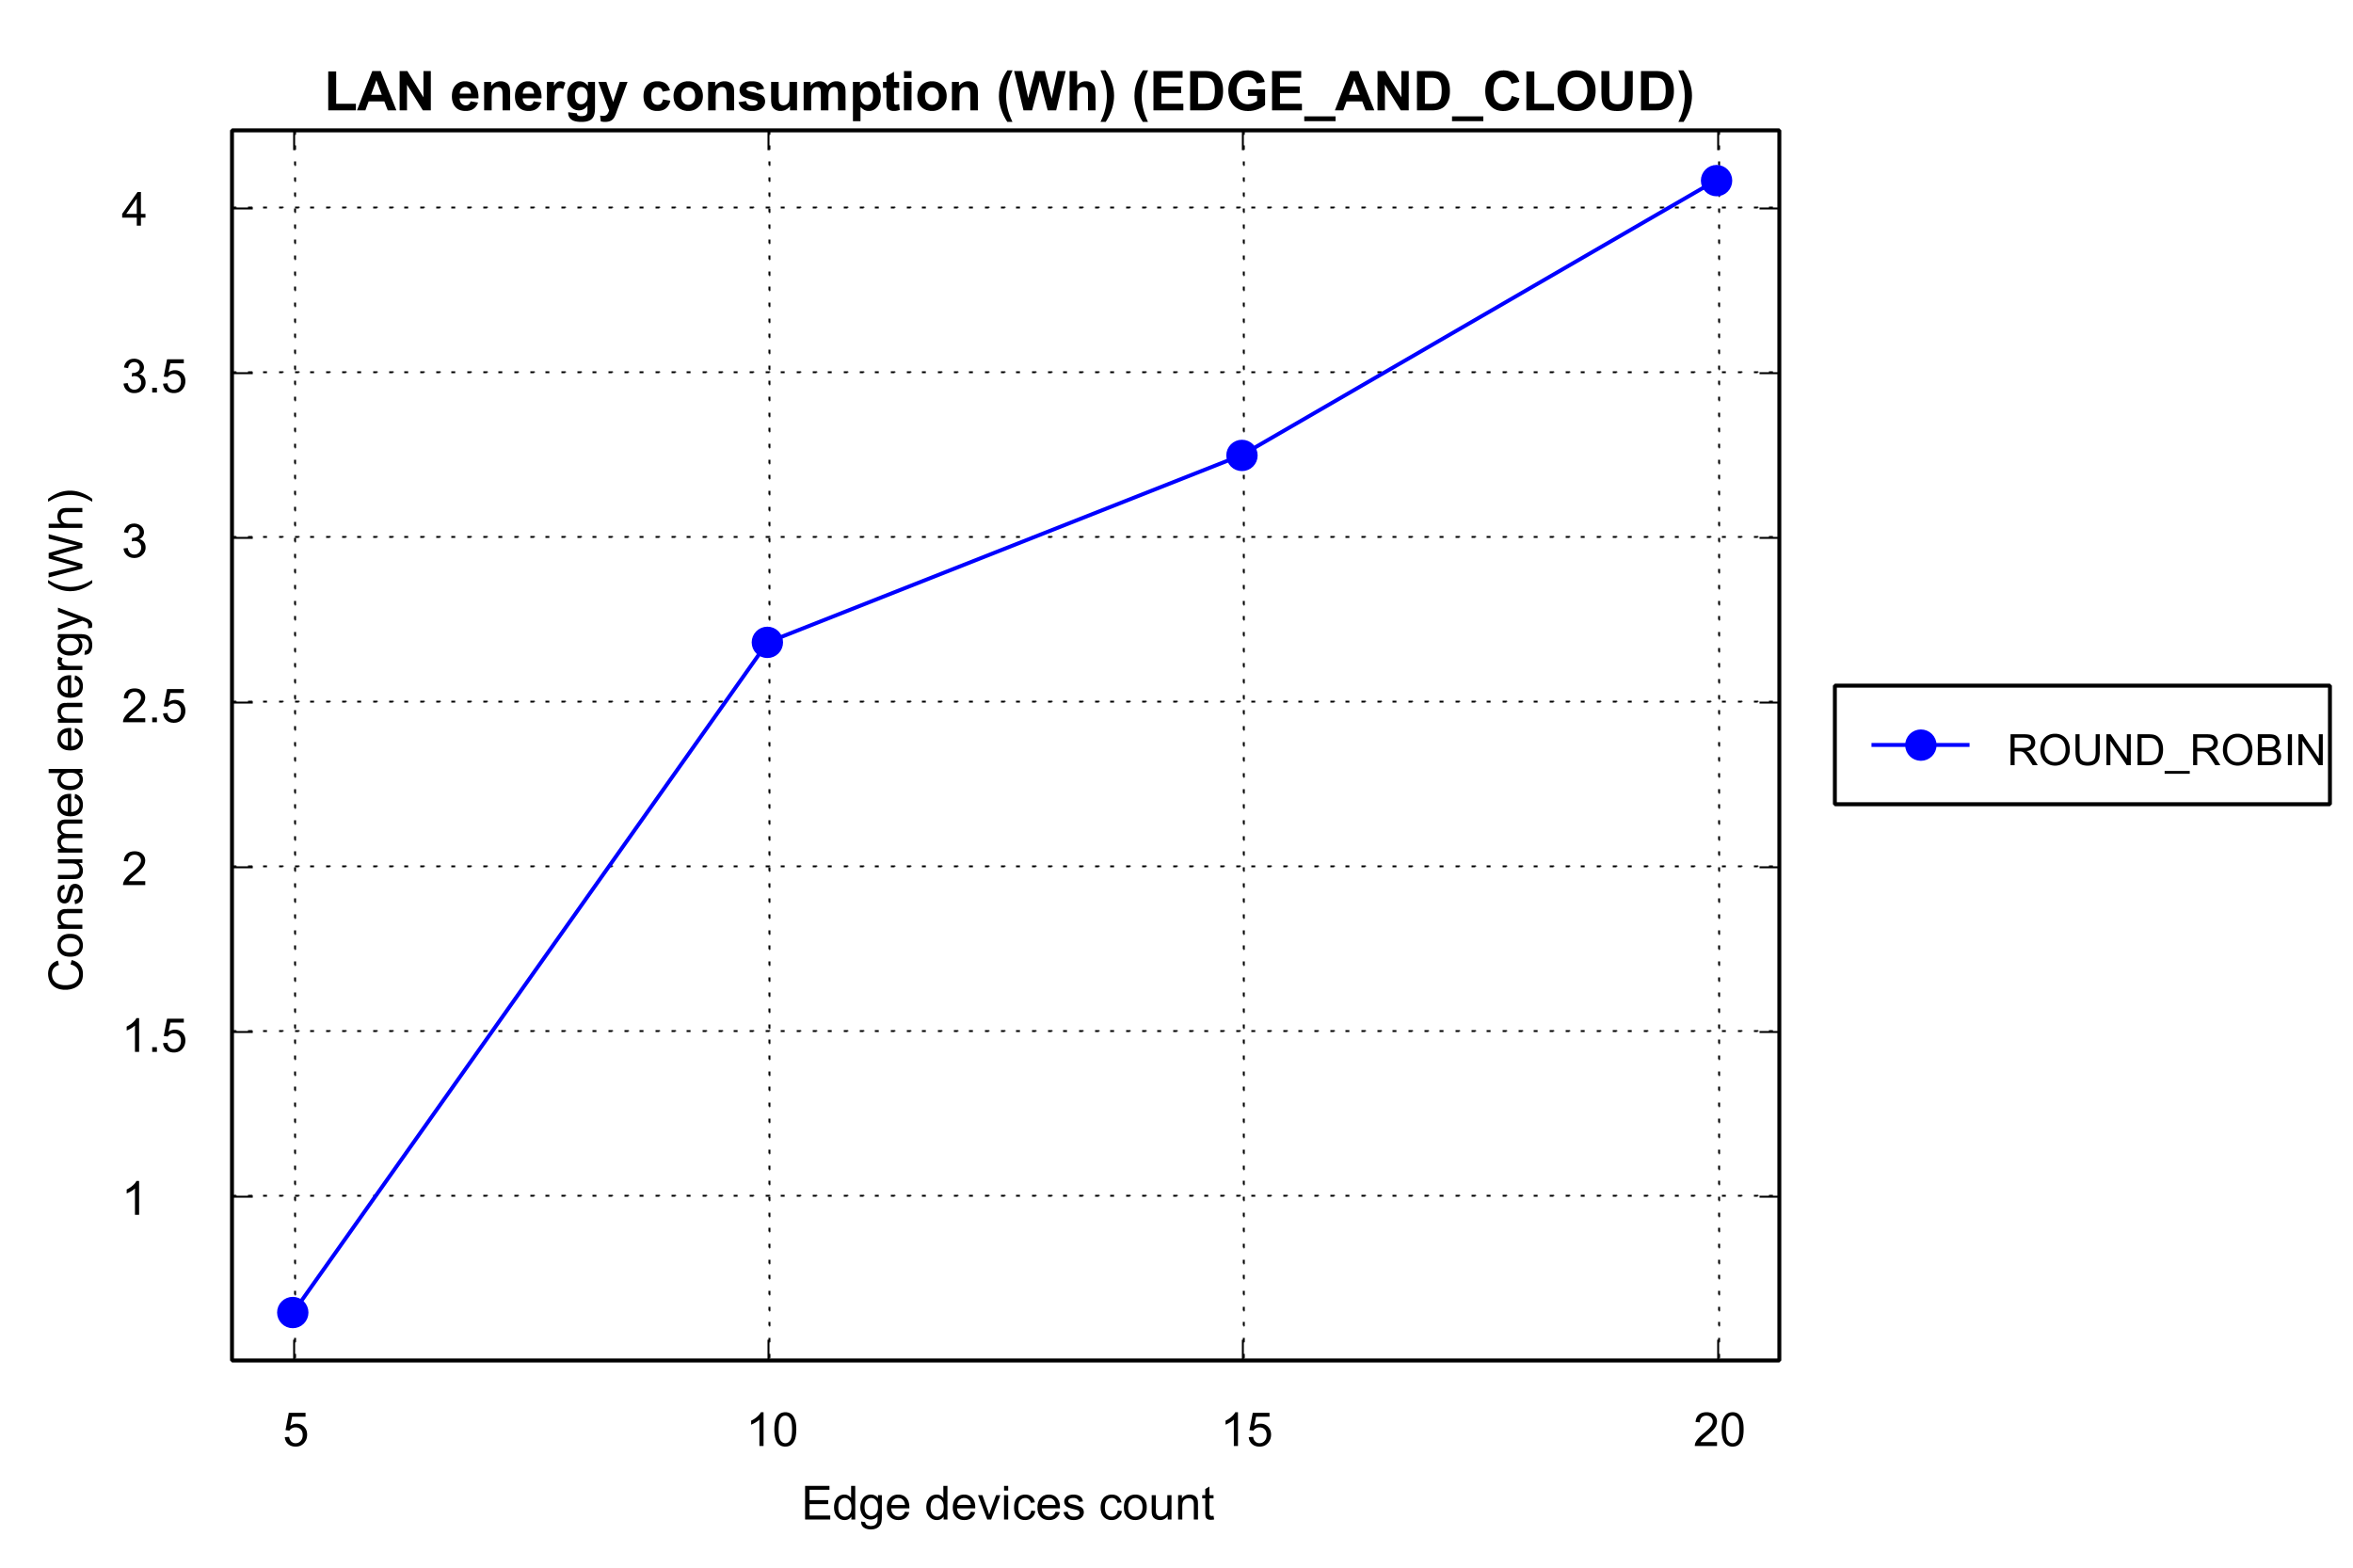 LAN energy consumption (Wh) (EDGE_AND_CLOUD)
4
3.5
3
2.5
2
1.5
1
Consumed energy (Wh)
5 10 15 20
Edge devices count
ROUND_ROBIN